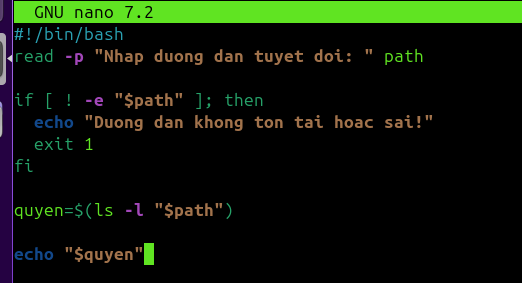 GNU nano 7.2
#!/bin/bash
read -p "Nhap duong dan tuyet doi: " path

if [ ! -e "$path" ]; then
  echo "Duong dan khong ton tai hoac sai!"
  exit 1
fi

quyen=$(ls -l "$path")

echo "$quyen"